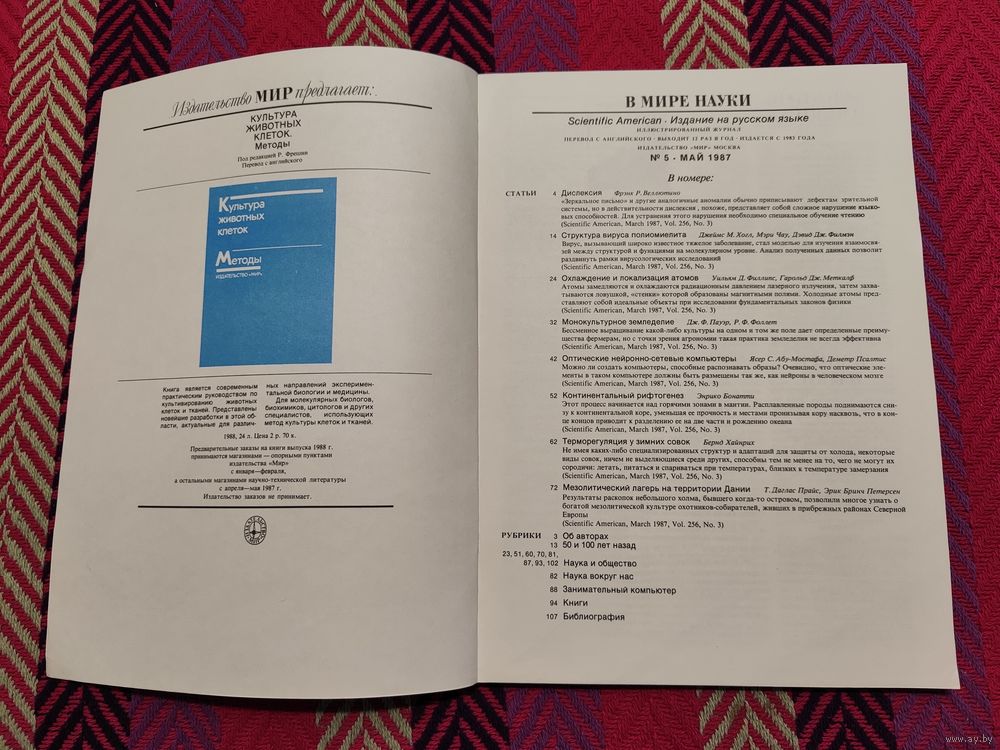 Издательство МИР предлагает:
КУЛЬТУРА
ЖИВОТНЫХ
КЛЕТОК.
Методы
Под редакцией Р. Фрешни
Перевод с английского
Культура
животных
клеток
Методы
ИЗДАТЕЛЬСТВО «МИР»
Книга является современным
практическим руководством по
культивированию животных
клеток и тканей. Представлены
новейшие разработки в этой об-
ласти, актуальные для различ-
ных направлений эксперимен-
тальной биологии и медицины.
Для молекулярных биологов,
биохимиков, цитологов и других
специалистов, использующих
метод культуры клеток и тканей.
1988, 24 л. Цена 2 р. 70 к.
Предварительные заказы на книги выпуска 1988 г.
принимаются магазинами — опорными пунктами
издательства «Мир»
с января—февраля,
а остальными магазинами научно-технической литературы
с апреля—мая 1987 г.
Издательство заказов не принимает.
В МИРЕ НАУКИ
Scientific American · Издание на русском языке
ИЛЛЮСТРИРОВАННЫЙ ЖУРНАЛ
ПЕРЕВОД С АНГЛИЙСКОГО · ВЫХОДИТ 12 РАЗ В ГОД · ИЗДАЕТСЯ С 1983 ГОДА
ИЗДАТЕЛЬСТВО «МИР» МОСКВА
№ 5 · МАЙ 1987
В номере:
СТАТЬИ 4 Дислексия Фрэнк Р. Веллютино
«Зеркальное письмо» и другие аналогичные аномалии обычно приписывают дефектам зрительной
системы, но в действительности дислексия , похоже, представляет собой сложное нарушение языко-
вых способностей. Для устранения этого нарушения необходимо специальное обучение чтению
(Scientific American, March 1987, Vol. 256, No. 3)
14 Структура вируса полиомиелита Джеймс М. Хогл, Мэри Чау, Дэвид Дж. Филмэн
Вирус, вызывающий широко известное тяжелое заболевание, стал моделью для изучения взаимосвя-
зей между структурой и функциями на молекулярном уровне. Анализ полученных данных позволит
раздвинуть рамки вирусологических исследований
(Scientific American, March 1987, Vol. 256, No. 3)
24 Охлаждение и локализация атомов Уильям Д. Филлипс, Гарольд Дж. Меткалф
Атомы замедляются и охлаждаются радиационным давлением лазерного излучения, затем захва-
тываются ловушкой, «стенки» которой образованы магнитными полями. Холодные атомы пред-
ставляют собой идеальные объекты при исследовании фундаментальных законов физики
(Scientific American, March 1987, Vol. 256, No. 3)
32 Монокультурное земледелие Дж. Ф. Пауэр, Р. Ф. Фоллет
Бессменное выращивание какой-либо культуры на одном и том же поле дает определенные преиму-
щества фермерам, но с точки зрения агрономии такая практика земледелия не всегда эффективна
(Scientific American, March 1987, Vol. 256, No. 3)
42 Оптические нейронно-сетевые компьютеры Ясер С. Абу-Мостафа, Деметр Псалтис
Можно ли создать компьютеры, способные распознавать образы? Очевидно, что оптические элемен-
ты в таком компьютере должны быть размещены так же, как нейроны в человеческом мозге
(Scientific American, March 1987, Vol. 256, No. 3)
52 Континентальный рифтогенез Энрико Бонатти
Этот процесс начинается над горячими зонами в мантии. Расплавленные породы поднимаются сни-
зу к континентальной коре, уменьшая ее прочность и местами пронизывая кору насквозь, что в кон-
це концов приводит к разделению ее на две части и рождению океана
(Scientific American, March 1987, Vol. 256, No. 3)
62 Терморегуляция у зимних совок Бернд Хайнрих
Не имея каких-либо специализированных структур и адаптаций для защиты от холода, некоторые
виды совок, ничем не выделяющиеся среди других, способны тем не менее на то, чего не могут их
сородичи: летать, питаться и спариваться при температурах, близких к температуре замерзания
(Scientific American, March 1987, Vol. 256, No. 3)
72 Мезолитический лагерь на территории Дании Т. Даглас Прайс, Эрик Бринч Петерсен
Результаты раскопок небольшого холма, бывшего когда-то островом, позволили многое узнать о
богатой мезолитической культуре охотников-собирателей, живших в прибрежных районах Северной
Европы
(Scientific American, March 1987, Vol. 256, No. 3)
РУБРИКИ 3 Об авторах
13 50 и 100 лет назад
23, 51, 60, 70, 81,
87, 93, 102 Наука и общество
82 Наука вокруг нас
88 Занимательный компьютер
94 Книги
107 Библиография
www.ay.by